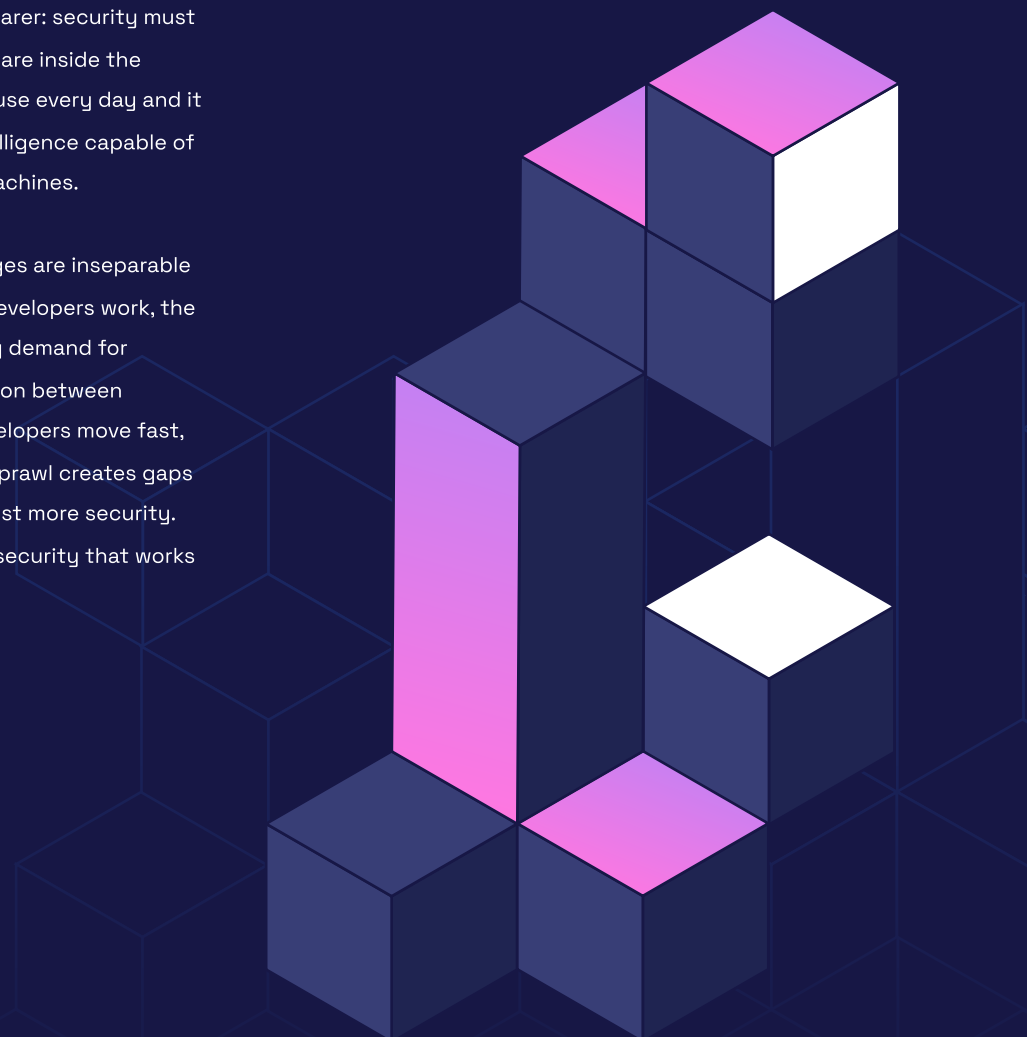 arer: security must
are inside the
use every day and it
lligence capable of
achines.
ges are inseparable
evelopers work, the
demand for
on between
elopers move fast,
prawl creates gaps
st more security.
security that works